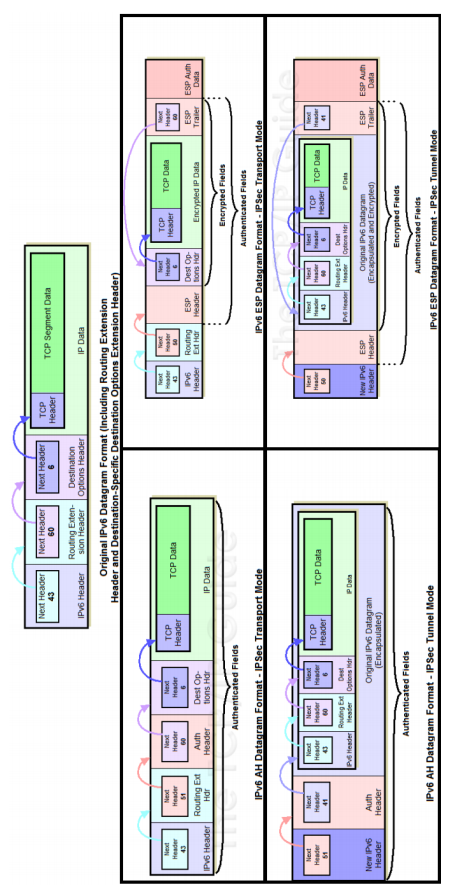 Next Header
43
IPv6 Header
Next Header
60
Routing Exten-
sion Header
Next Header
6
Destination
Options Header
TCP
Header
TCP Segment Data
IP Data
Original IPv6 Datagram Format (Including Routing Extension
Header and Destination-Specific Destination Options Extension Header)
Next
Header
43
IPv6 Header
Next
Header
51
Routing Ext
Hdr
Next
Header
60
Auth
Header
Next
Header
6
Dest Op-
tions Hdr
TCP
Header
TCP Data
IP Data
Authenticated Fields
IPv6 AH Datagram Format - IPSec Transport Mode
Next
Header
43
IPv6
Header
Next
Header
50
Routing
Ext Hdr
ESP
Header
Next
Header
6
Dest Op-
tions Hdr
TCP
Header
TCP Data
Encrypted IP Data
Next
Header
60
ESP
Trailer
ESP Auth
Data
Encrypted Fields
Authenticated Fields
IPv6 ESP Datagram Format - IPSec Transport Mode
Next
Header
51
New IPv6
Header
Next
Header
41
Auth
Header
Next
Header
43
IPv6 Header
Next
Header
60
Routing Ext
Header
Next
Header
6
Dest
Options Hdr
TCP
Header
TCP Data
IP Data
Original IPv6 Datagram
(Encapsulated)
Authenticated Fields
IPv6 AH Datagram Format - IPSec Tunnel Mode
Next
Header
50
New IPv6
Header
ESP
Header
Next
Header
43
IPv6 Header
Next
Header
60
Routing Ext
Header
Next
Header
6
Dest
Options Hdr
TCP
Header
TCP Data
IP Data
Original IPv6 Datagram
(Encapsulated and Encrypted)
Next
Header
41
ESP
Trailer
ESP Auth
Data
Encrypted Fields
Authenticated Fields
IPv6 ESP Datagram Format - IPSec Tunnel Mode